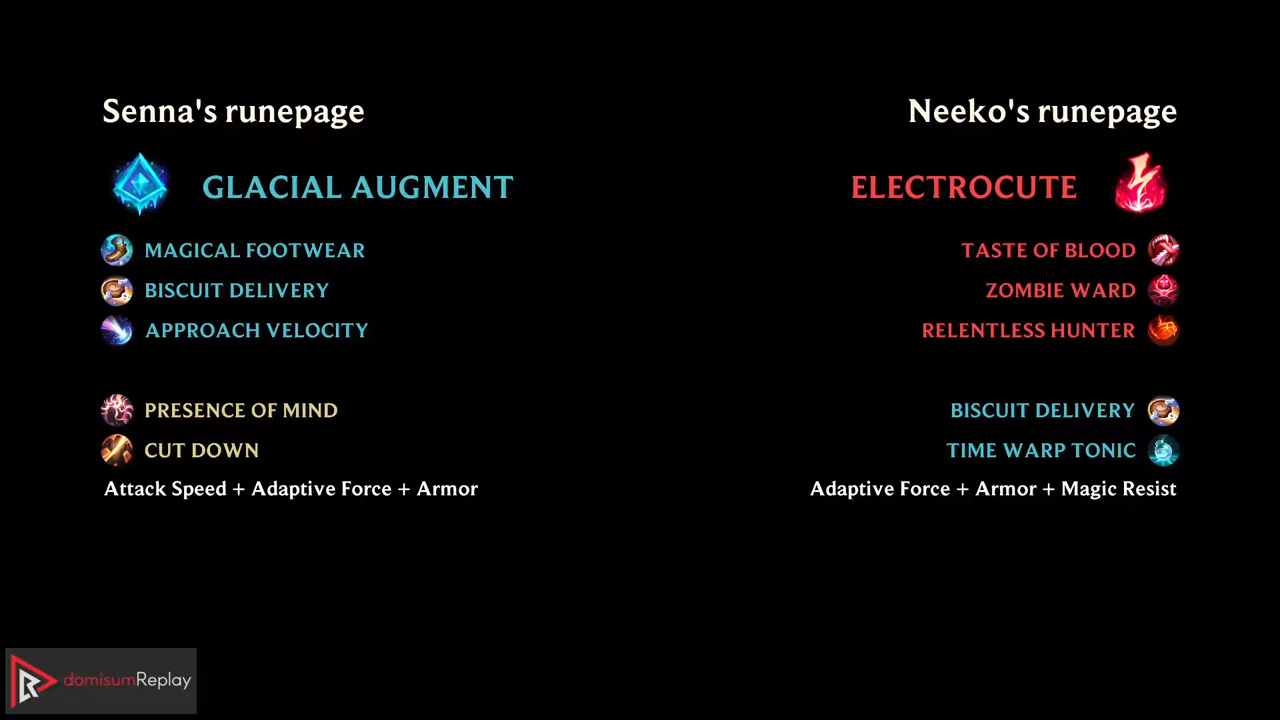 Senna's runepage
GLACIAL AUGMENT
MAGICAL FOOTWEAR
BISCUIT DELIVERY
APPROACH VELOCITY
PRESENCE OF MIND
CUT DOWN
Attack Speed + Adaptive Force + Armor
Neeko's runepage
ELECTROCUTE
TASTE OF BLOOD
ZOMBIE WARD
RELENTLESS HUNTER
BISCUIT DELIVERY
TIME WARP TONIC
Adaptive Force + Armor + Magic Resist
domisumReplay